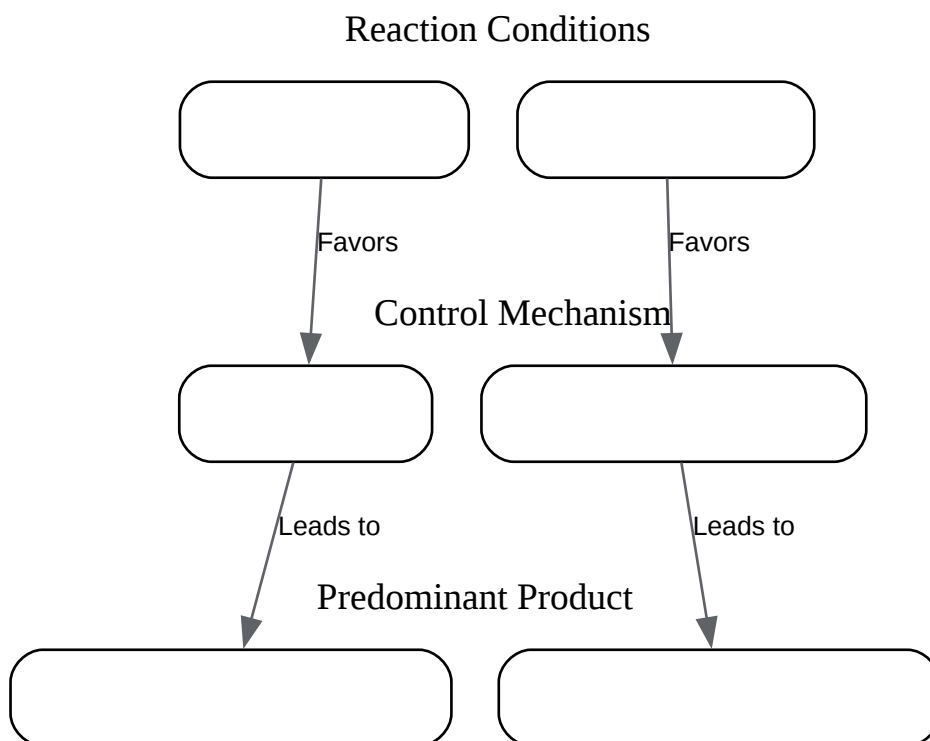 Reaction Conditions
Favors
Favors
Control Mechanism
Leads to
Leads to
Predominant Product